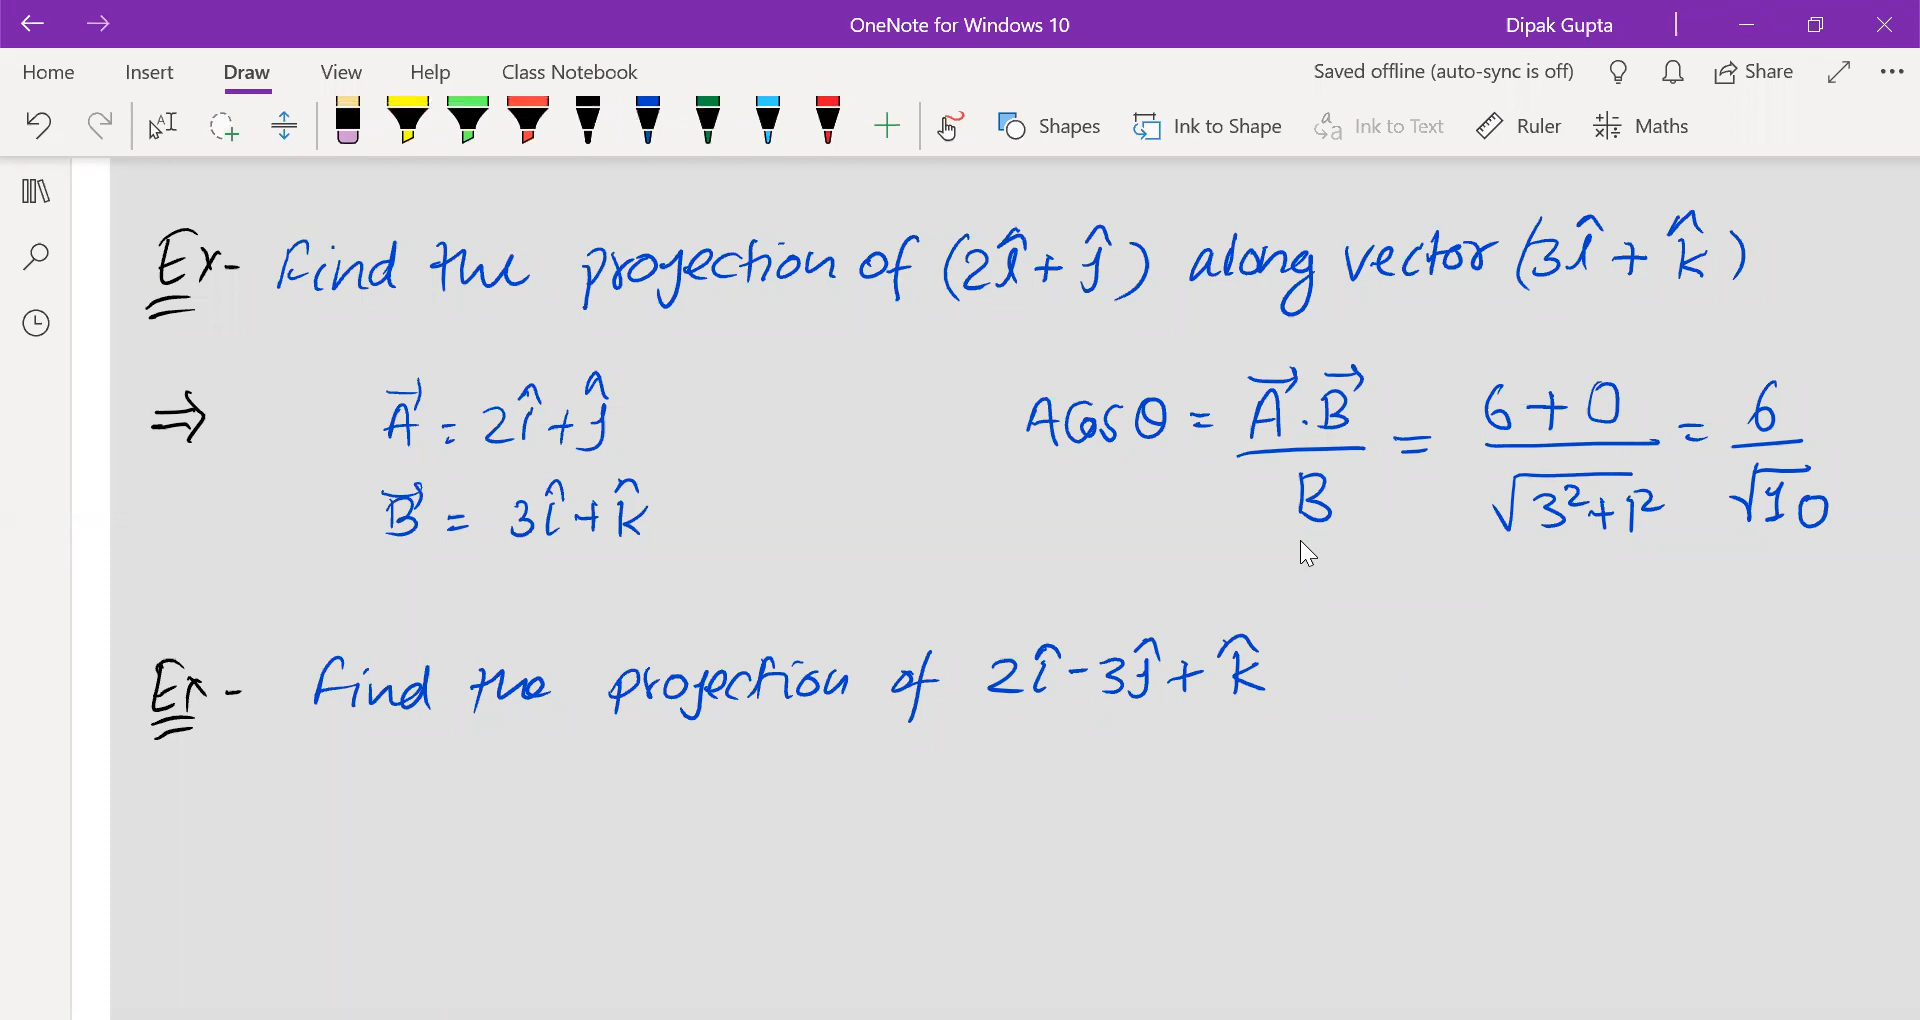 OneNote for Windows 10
Dipak Gupta
Home Insert Draw View Help Class Notebook
Saved offline (auto-sync is off) Share
Shapes Ink to Shape Ink to Text Ruler Maths
Ex- Find the projection of (2î + ĵ) along vector (3î + k̂)
⇒ A⃗ = 2î + ĵ
B⃗ = 3î + k̂
A Cos θ = A⃗ . B⃗ / B = 6 + 0 / √3² + 1² = 6 / √10
Ex - Find the projection of 2î - 3ĵ + k̂